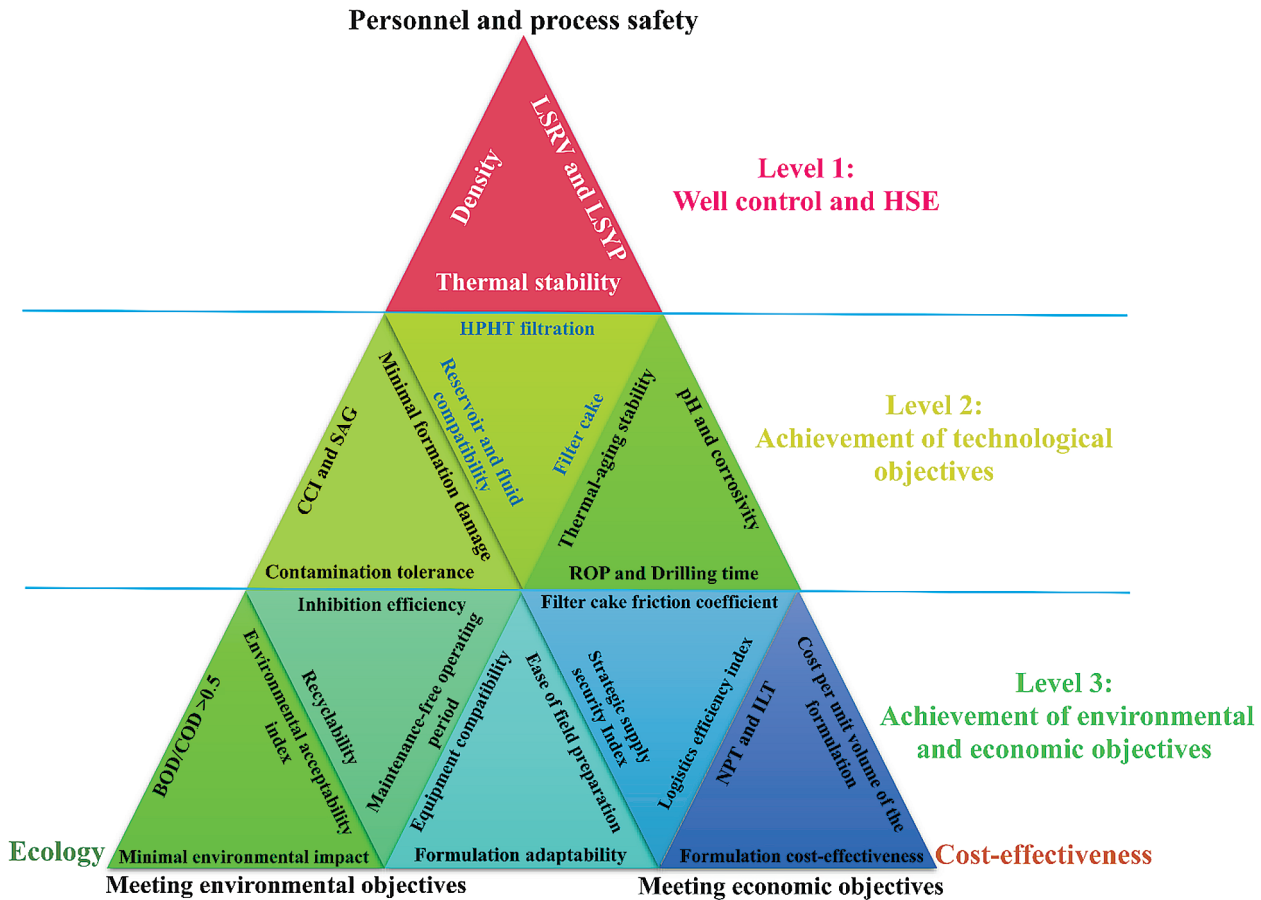 Personnel and process safety
Density
LSRV and LSYP
Thermal stability
Level 1:
Well control and HSE
HPHT filtration
Reservoir and fluid
compatibility
Filter cake
CCI and SAG
Minimal formation damage
Contamination tolerance
Thermal-aging stability
pH and corrosivity
ROP and Drilling time
Level 2:
Achievement of technological
objectives
BOD/COD >0.5
Environmental acceptability
index
Minimal environmental impact
Inhibition efficiency
Recyclability
Maintenance-free operating
period
Equipment compatibility
Ease of field preparation
Formulation adaptability
Filter cake friction coefficient
Strategic supply
security Index
Logistics efficiency index
NPT and ILT
Cost per unit volume of the
formulation
Formulation cost-effectiveness
Level 3:
Achievement of environmental
and economic objectives
Ecology
Cost-effectiveness
Meeting environmental objectives
Meeting economic objectives